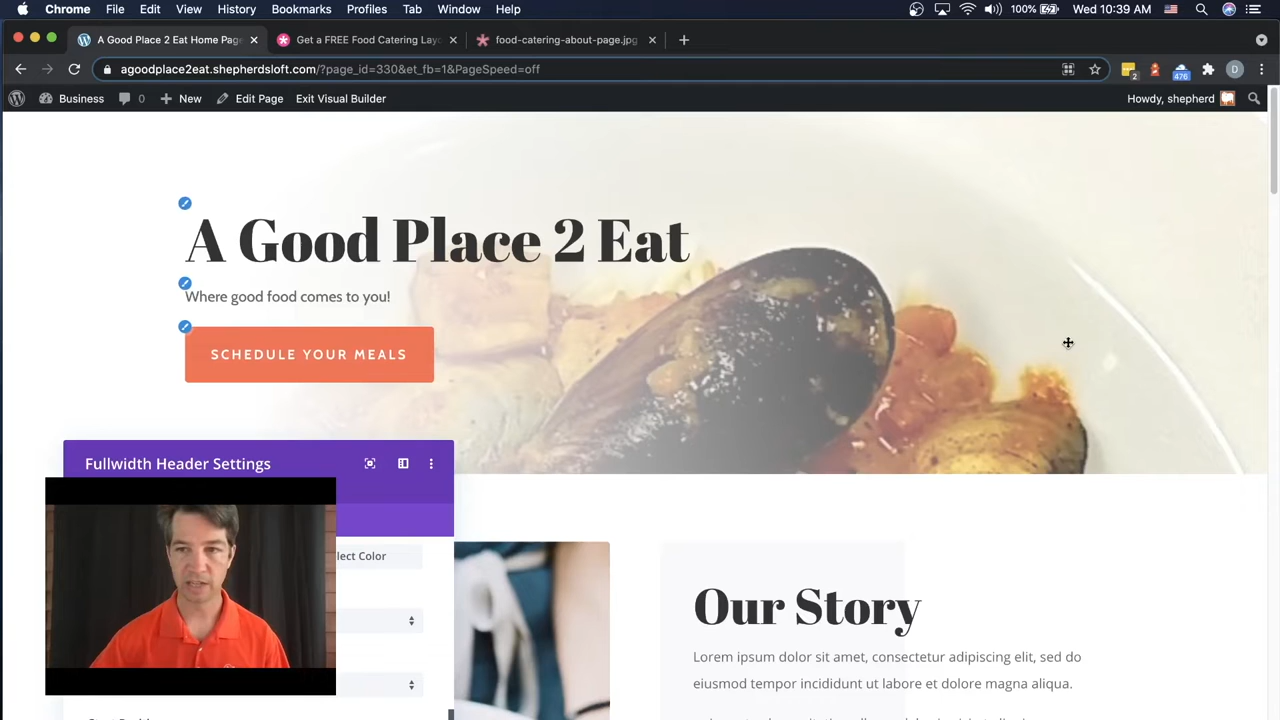 Chrome File Edit View History Bookmarks Profiles Tab Window Help 100% Wed 10:39 AM
A Good Place 2 Eat Home Page Get a FREE Food Catering Layo food-catering-about-page.jpg
agoodplace2eat.shepherdsloft.com/?page_id=330&et_fb=1&PageSpeed=off 2 476 D
Business 0 New Edit Page Exit Visual Builder Howdy, shepherd
A Good Place 2 Eat
Where good food comes to you!
SCHEDULE YOUR MEALS
Fullwidth Header Settings
lect Color
Our Story
Lorem ipsum dolor sit amet, consectetur adipiscing elit, sed do
eiusmod tempor incididunt ut labore et dolore magna aliqua.